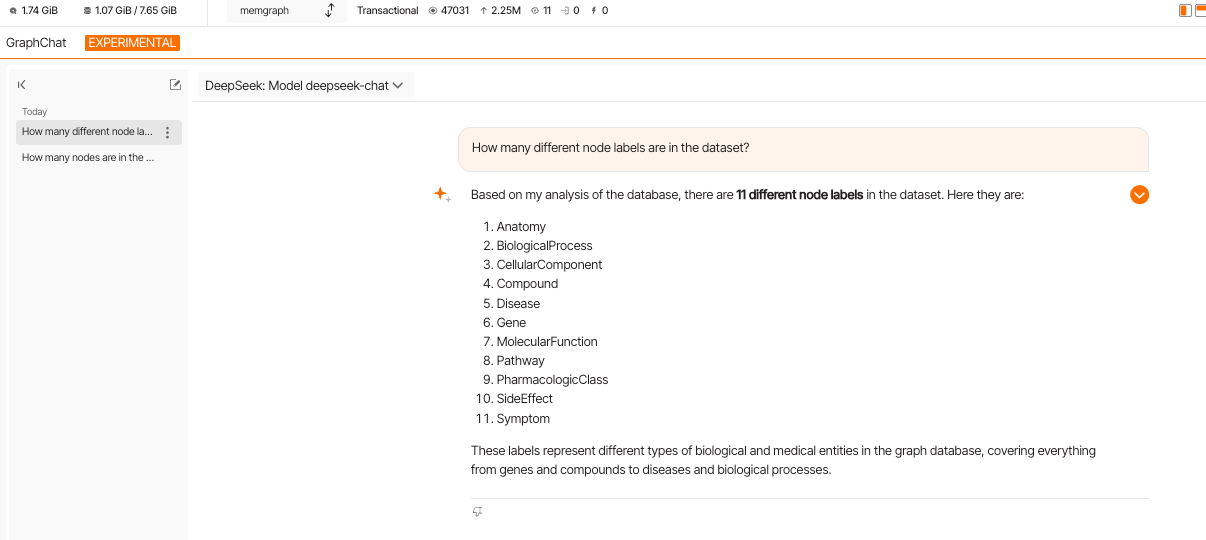 1.74 GiB 1.07 GiB / 7.65 GiB memgraph Transactional 47031 2.25M 11 0 0
GraphChat EXPERIMENTAL
DeepSeek: Model deepseek-chat
Today
How many different node la...
How many nodes are in the ...
How many different node labels are in the dataset?
Based on my analysis of the database, there are 11 different node labels in the dataset. Here they are:
1. Anatomy
2. BiologicalProcess
3. CellularComponent
4. Compound
5. Disease
6. Gene
7. MolecularFunction
8. Pathway
9. PharmacologicClass
10. SideEffect
11. Symptom
These labels represent different types of biological and medical entities in the graph database, covering everything
from genes and compounds to diseases and biological processes.